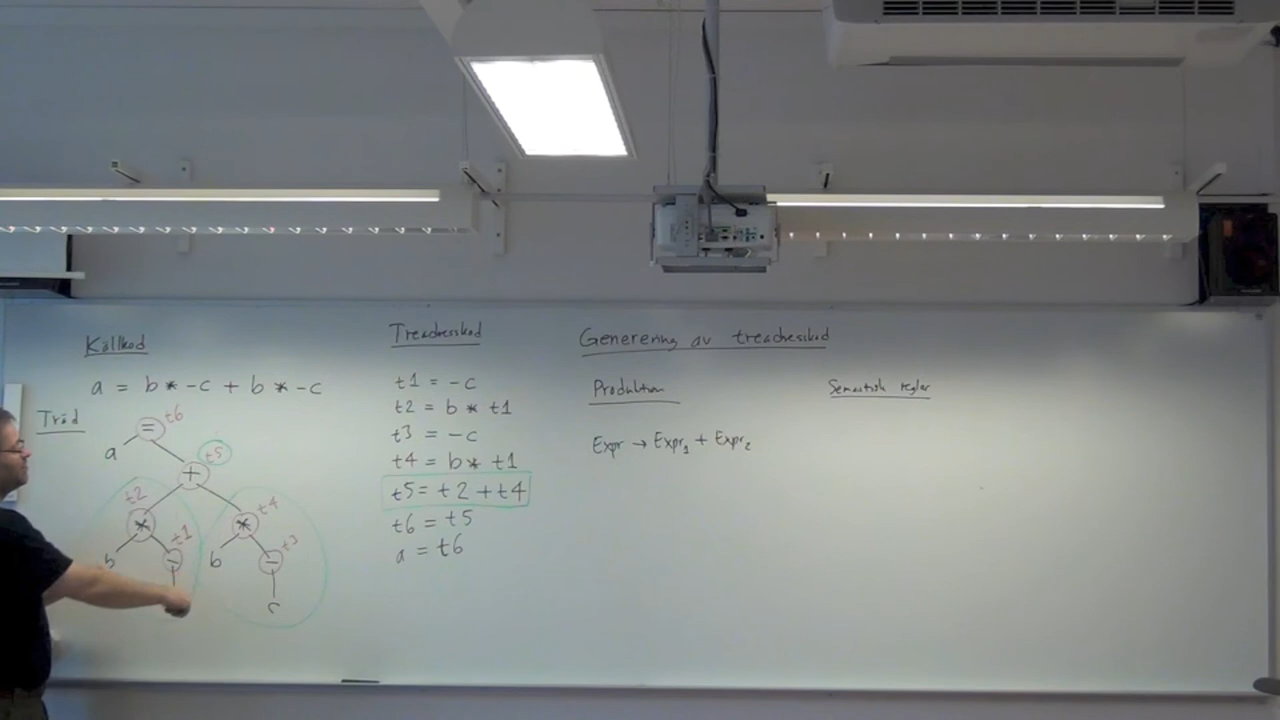 Källkod
a = b * -c + b * -c
Träd
= t6
a
+ t5
t2
* * t4
b - t1 b - t3
c
Treadresskod
t1 = -c
t2 = b * t1
t3 = -c
t4 = b * t1
t5 = t2 + t4
t6 = t5
a = t6
Generering av treadresskod
Produktion
Expr → Expr₁ + Expr₂
Semantisk regler